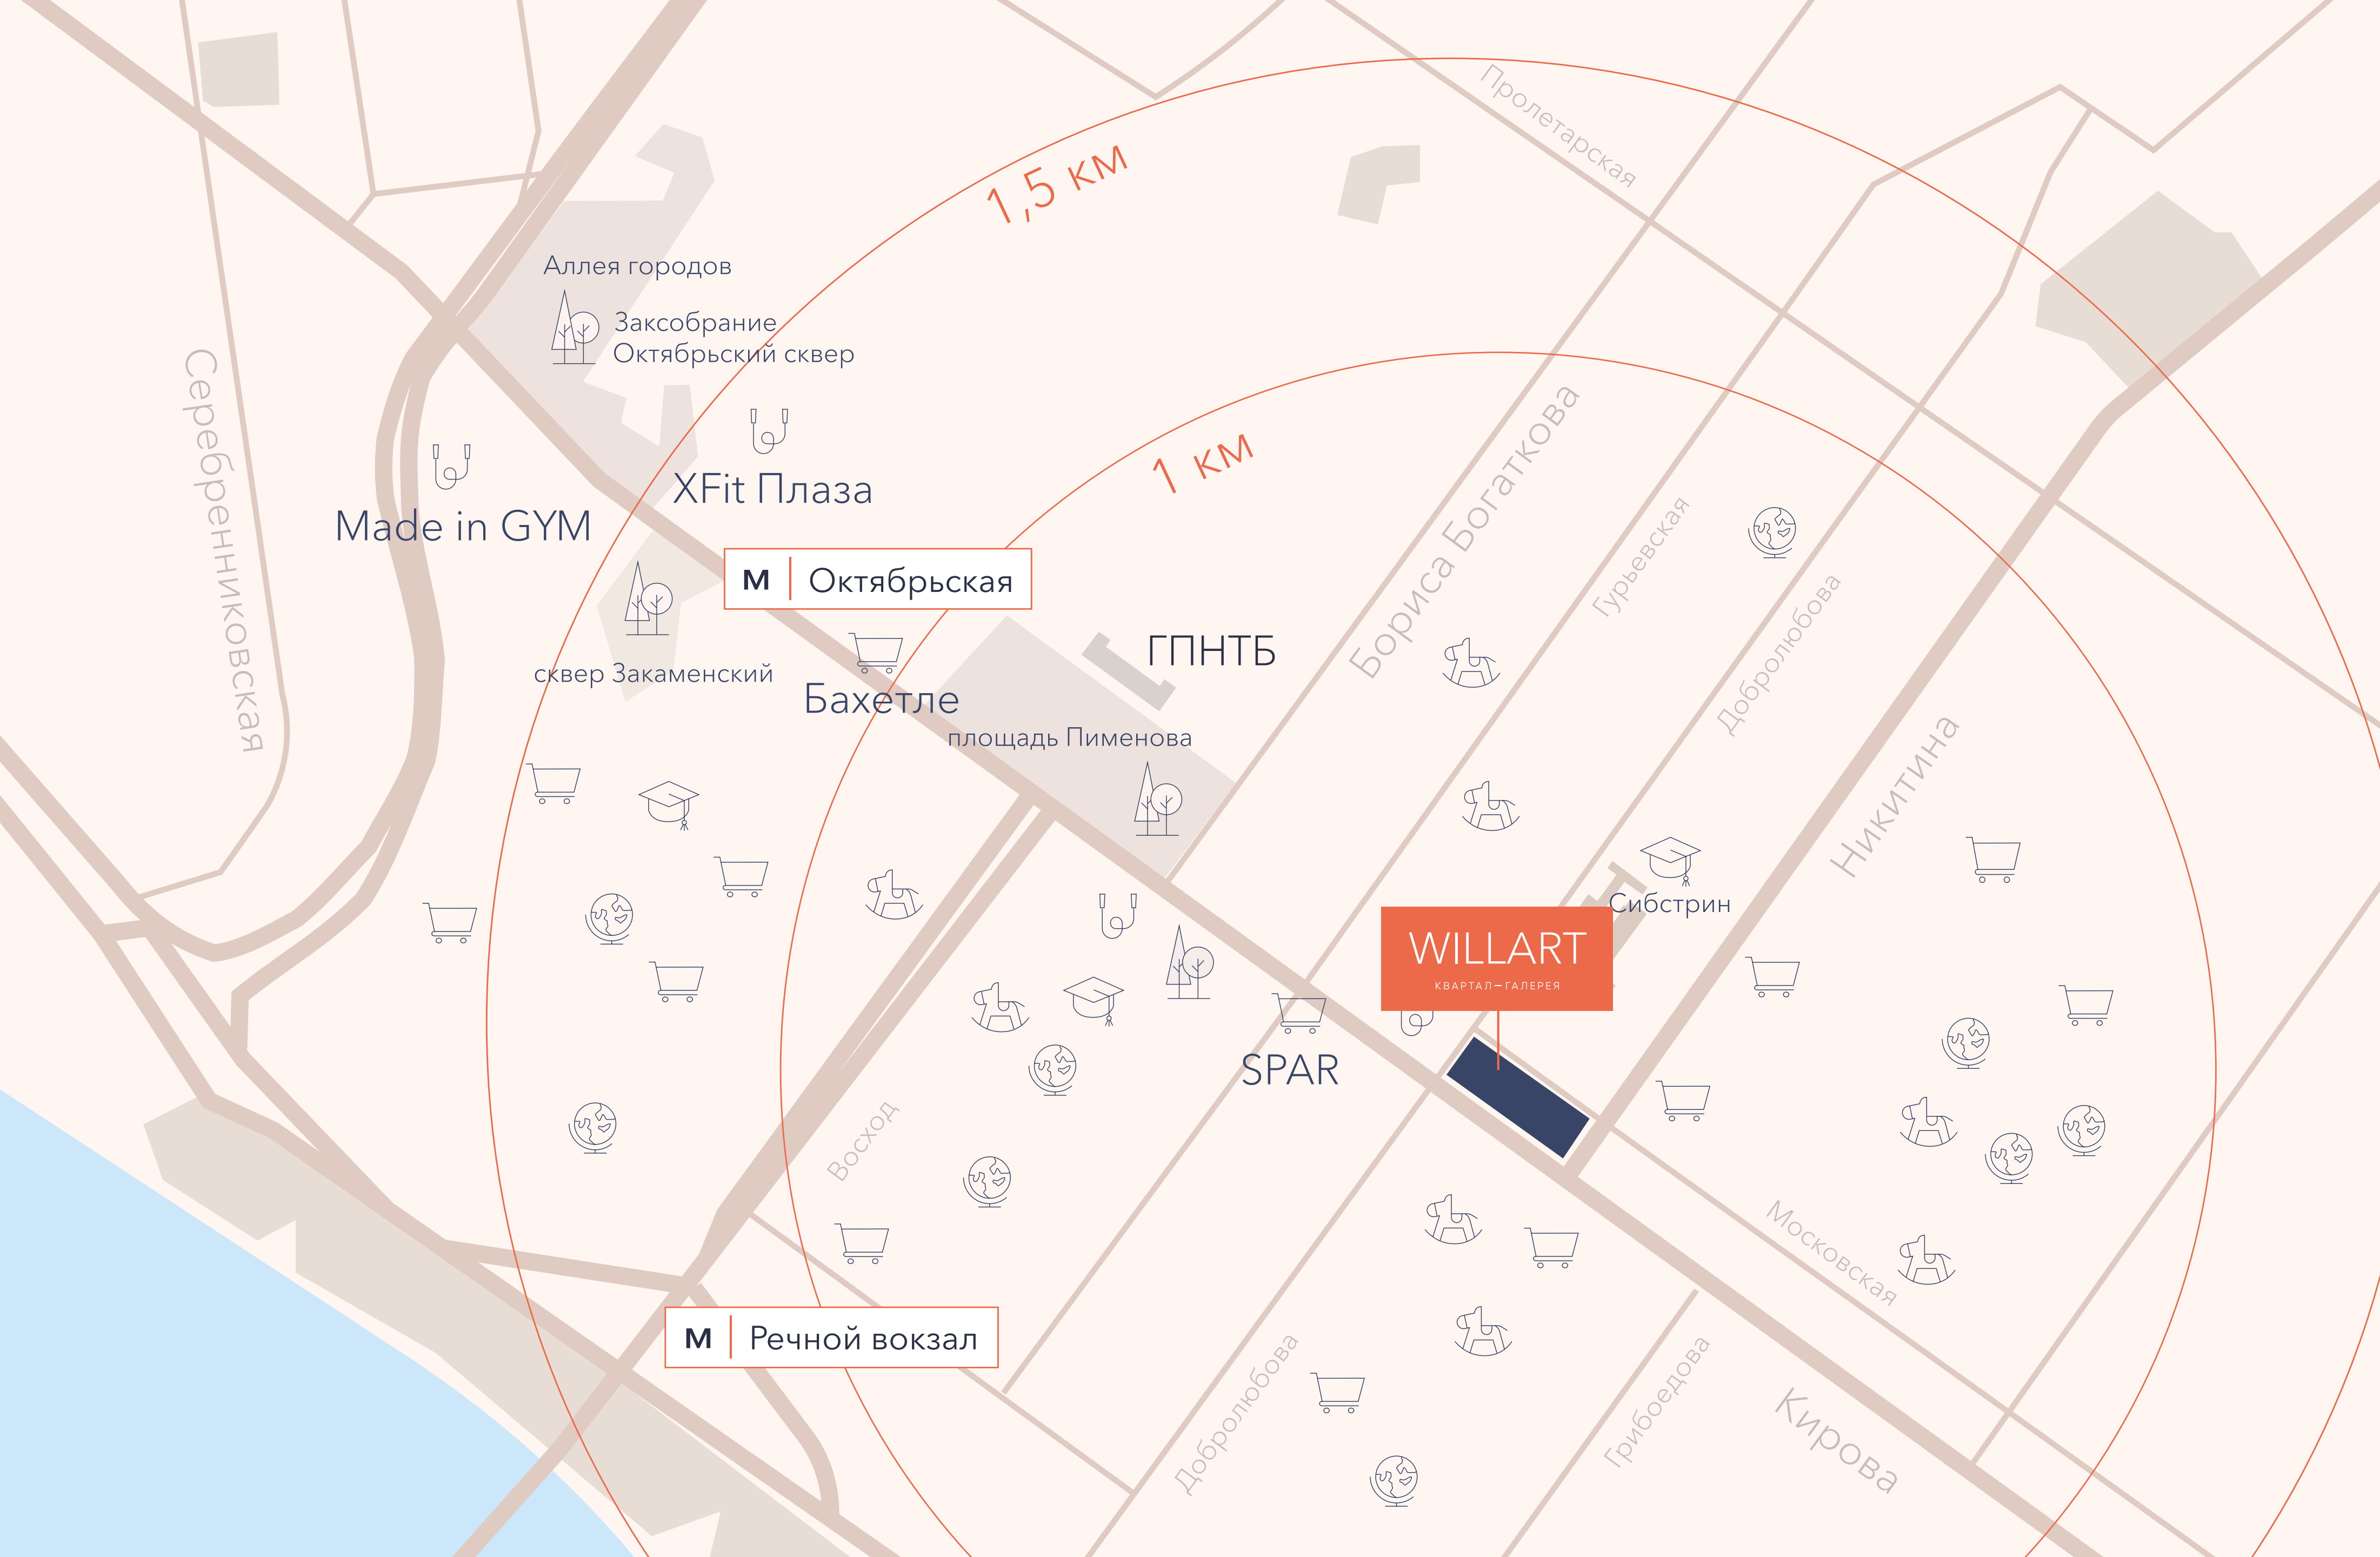 Пролетарская
1,5 км
Аллея городов
Заксобрание
Октябрьский сквер
Серебренниковская
XFit Плаза
Made in GYM
1 км
Бориса Богаткова
Гурьевская
Добролюбова
М Октябрьская
ГПНТБ
сквер Закаменский
Бахетле
площадь Пименова
Никитина
Сибстрин
WILLART
КВАРТАЛ–ГАЛЕРЕЯ
SPAR
Восход
Московская
М Речной вокзал
Добролюбова
Грибоедова
Кирова